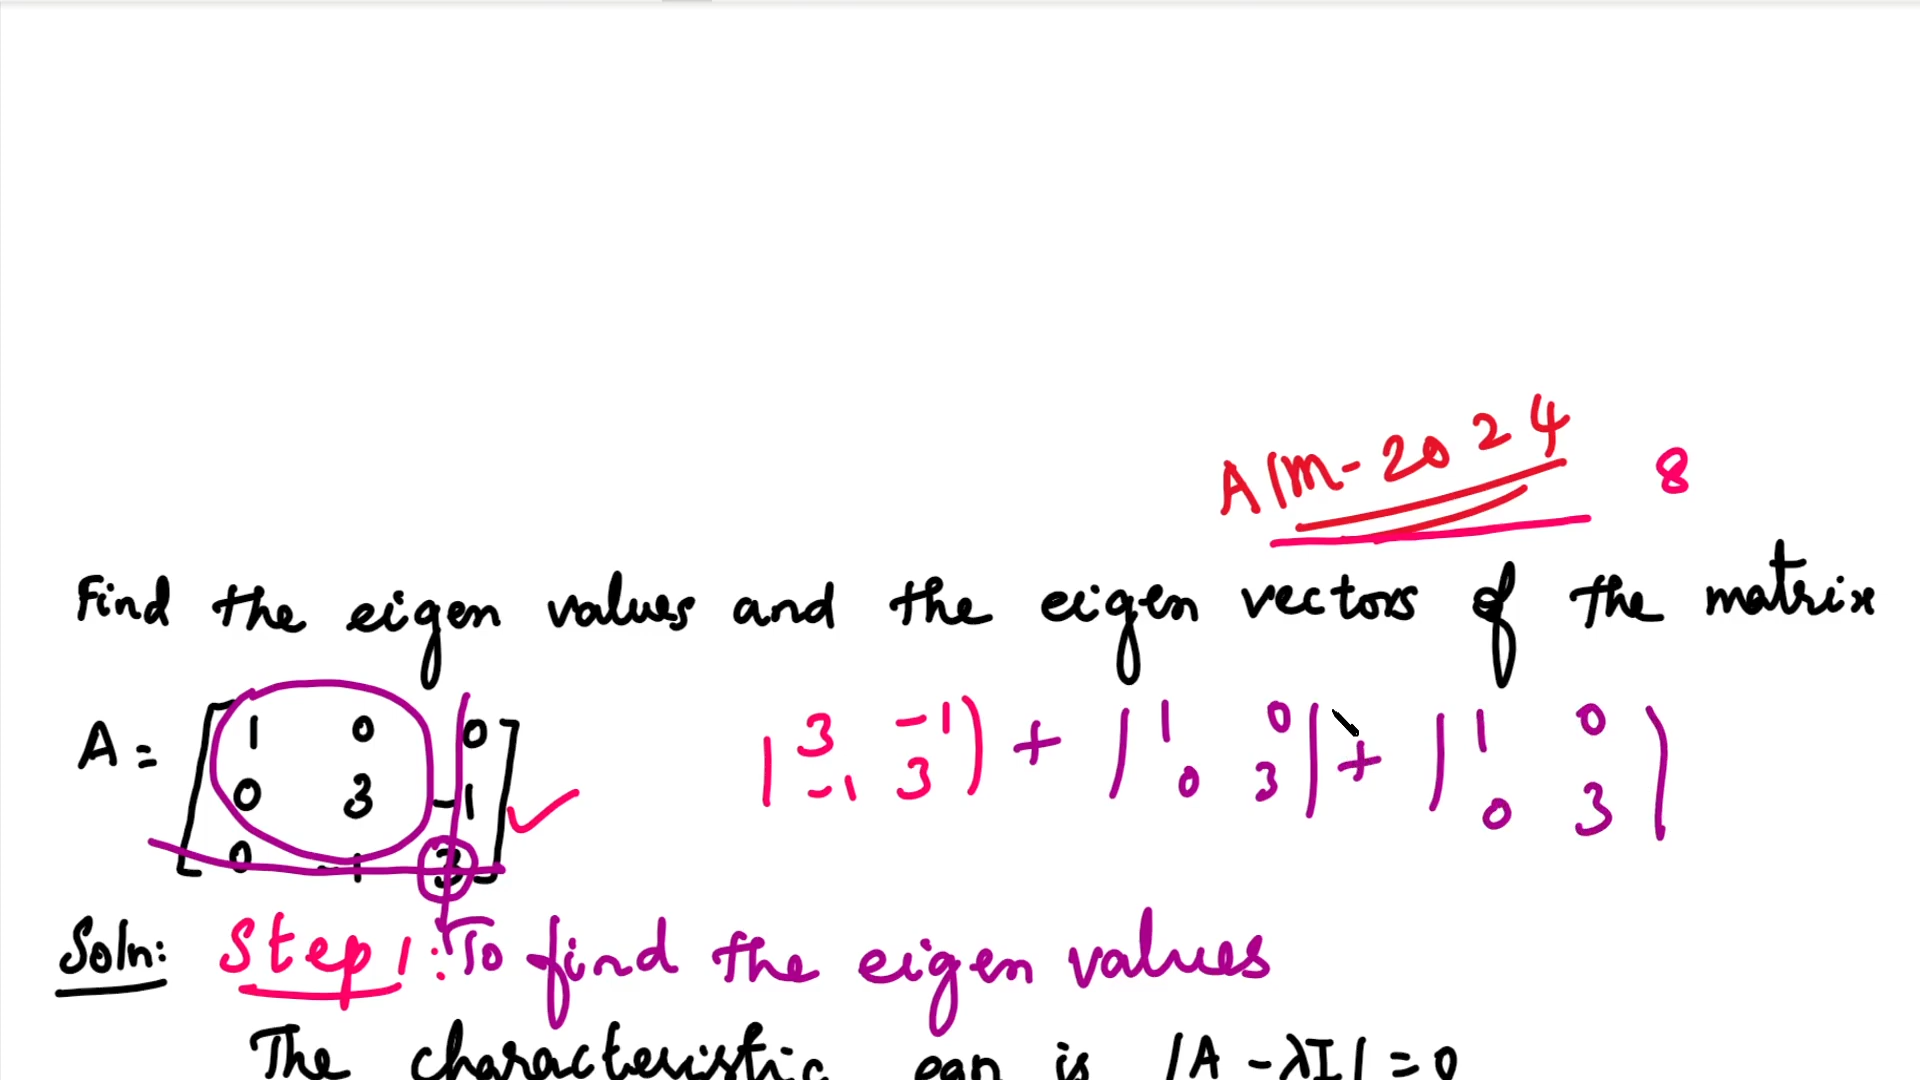 A/M-2024 8
Find the eigen values and the eigen vectors of the matrix
A = [ 1 0 0 | 3 -1 | + | 1 0 | + | 1 0 |
0 3 -1 | -1 3 | | 0 3 | | 0 3 |
0 -1 3 ] ✓
Soln: Step 1: To find the eigen values
The characteristic eqn is |A - λI| = 0